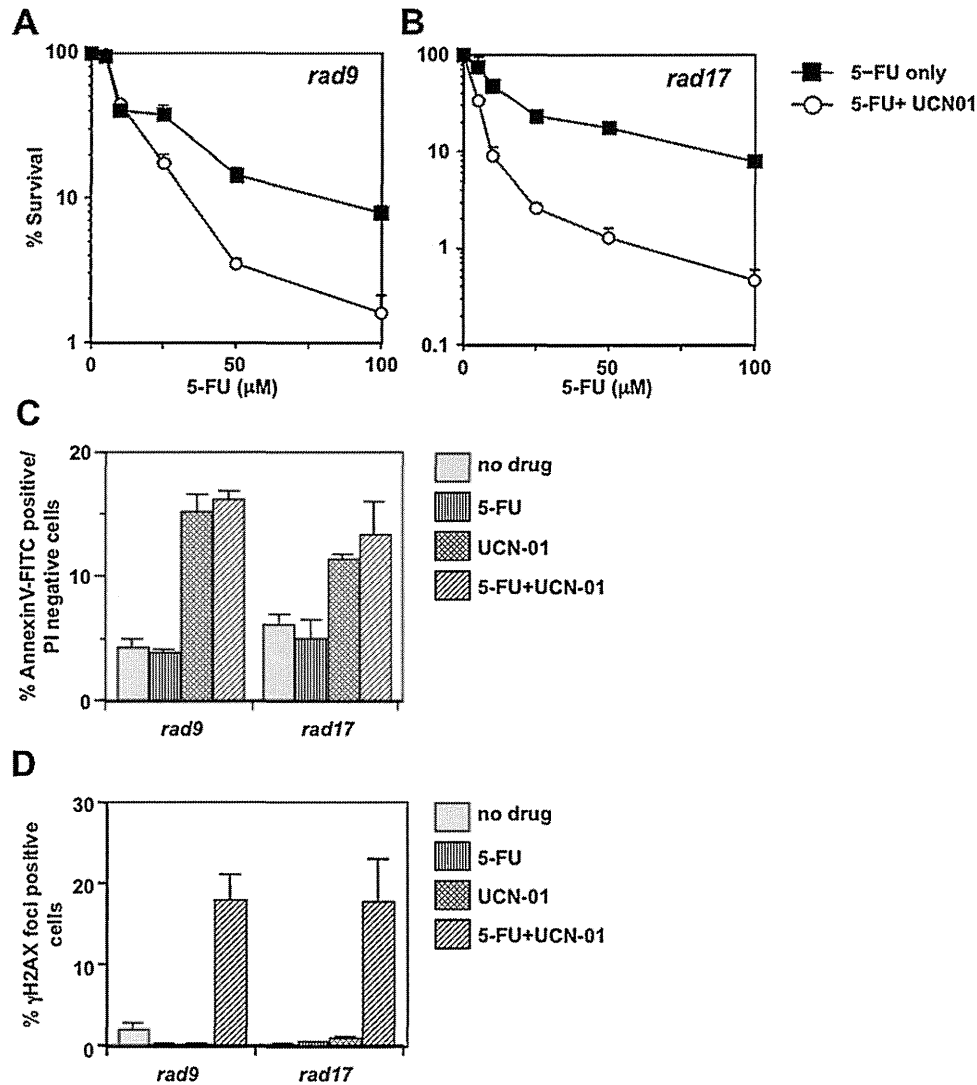 A
100
10
1
% Survival
rad9
0
50
100
5-FU (μM)
B
100
10
1
0.1
rad17
0
50
100
5-FU (μM)
5-FU only
5-FU+ UCN01
C
20
10
0
% AnnexinV-FITC positive/
PI negative cells
rad9
rad17
no drug
5-FU
UCN-01
5-FU+UCN-01
D
30
20
10
0
% γH2AX foci positive
cells
rad9
rad17
no drug
5-FU
UCN-01
5-FU+UCN-01